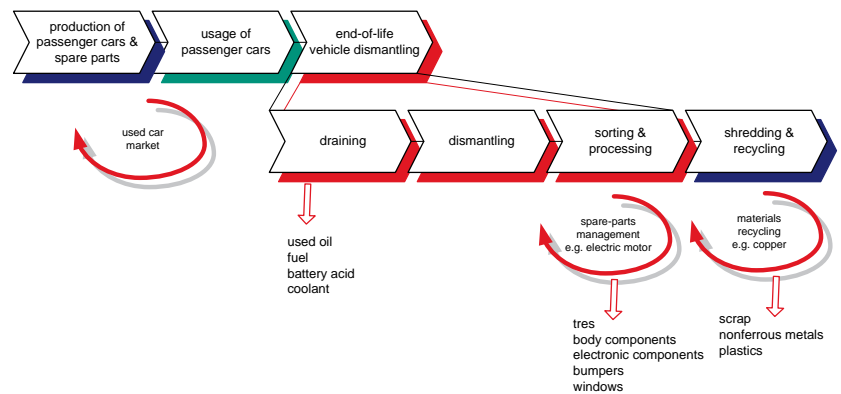 production of
passenger cars &
spare parts
usage of
passenger cars
end-of-life
vehicle dismantling
used car
market
draining
dismantling
sorting &
processing
shredding &
recycling
used oil
fuel
battery acid
coolant
spare-parts
management
e.g. electric motor
materials
recycling
e.g. copper
tres
body components
electronic components
bumpers
windows
scrap
nonferrous metals
plastics